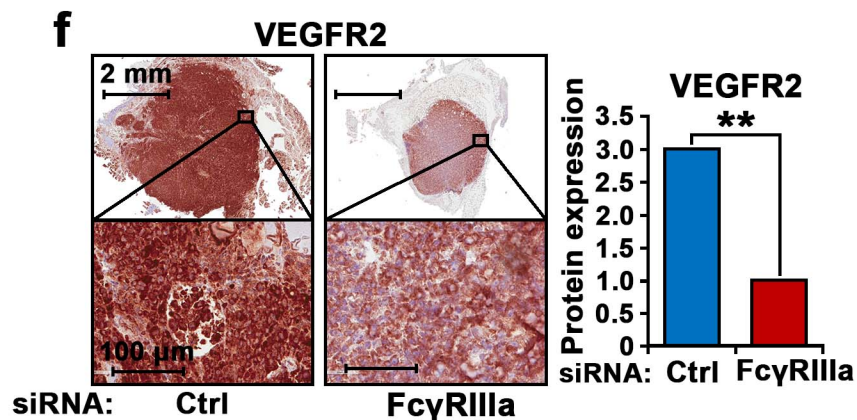 f
VEGFR2
2 mm
100 µm
siRNA: Ctrl FcγRIIIa
VEGFR2
**
Protein expression
3.5
3.0
2.5
2.0
1.5
1.0
0.5
0
siRNA: Ctrl FcγRIIIa